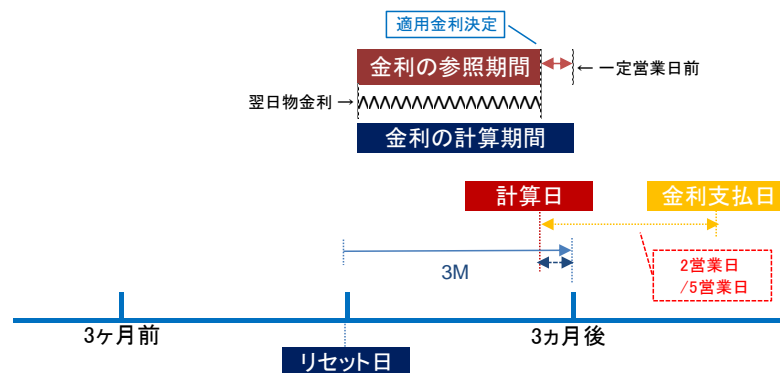 適用金利決定
金利の参照期間
← 一定営業日前
翌日物金利 →
金利の計算期間
計算日
金利支払日
3M
2営業日
/5営業日
3ヶ月前
3ヵ月後
リセット日